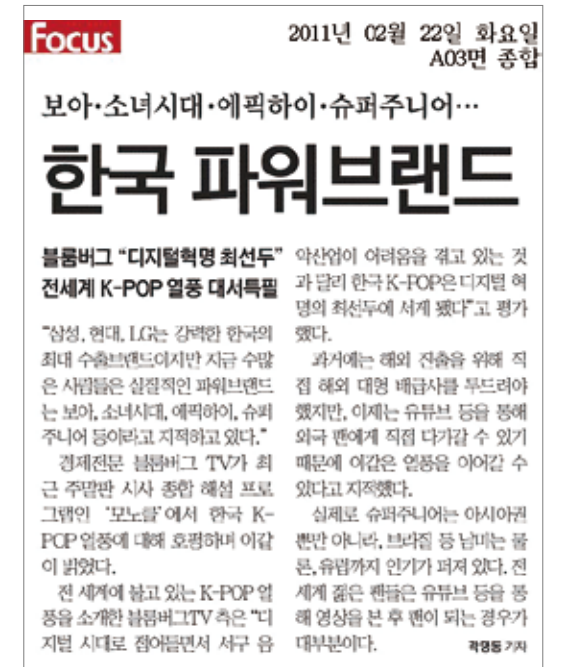 Focus
2011년 02월 22일 화요일
A03면 종합
보아·소녀시대·에픽하이·슈퍼주니어…
한국 파워브랜드
블룸버그 “디지털혁명 최선두”
전세계 K-POP 열풍 대서특필
“삼성, 현대, LG는 강력한 한국의
최대 수출브랜드이지만 지금 수많
은 사람들은 실질적인 파워브랜드
는 보아, 소녀시대, 에픽하이, 슈퍼
주니어 등이라고 지적하고 있다.”
경제전문 블룸버그 TV가 최
근 주말판 시사 종합 해설 프로
그램인 ‘모노클’에서 한국 K-
POP 열풍에 대해 호평하며 이같
이 밝혔다.
전 세계에 불고 있는 K-POP 열
풍을 소개한 블룸버그TV 측은 “디
지털 시대로 접어들면서 서구 음
악산업이 어려움을 겪고 있는 것
과 달리 한국 K-POP은 디지털 혁
명의 최선두에 서게 됐다”고 평가
했다.
과거에는 해외 진출을 위해 직
접 해외 대형 배급사를 두드려야
했지만, 이제는 유튜브 등을 통해
외국 팬에게 직접 다가갈 수 있기
때문에 이같은 열풍을 이어갈 수
있다고 지적했다.
실제로 슈퍼주니어는 아시아권
뿐만 아니라, 브라질 등 남미는 물
론, 유럽까지 인기가 퍼져 있다. 전
세계 젊은 팬들은 유튜브 등을 통
해 영상을 본 후 팬이 되는 경우가
대부분이다.
곽명동 기자